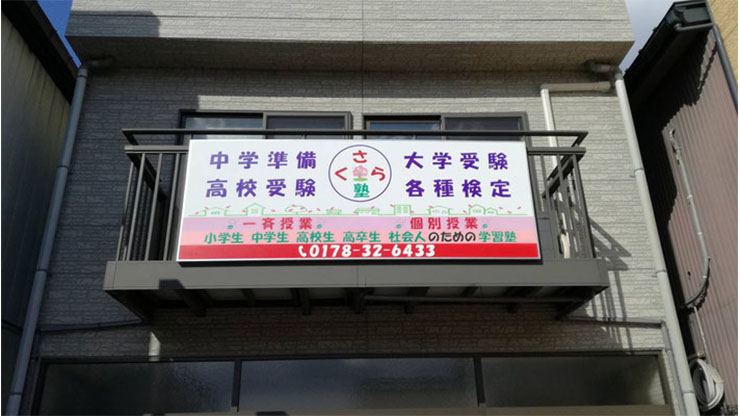 中学準備
高校受験
さくら
塾
大学受験
各種検定
一斉授業
個別授業
小学生 中学生 高校生 高卒生 社会人のための学習塾
0178-32-6433